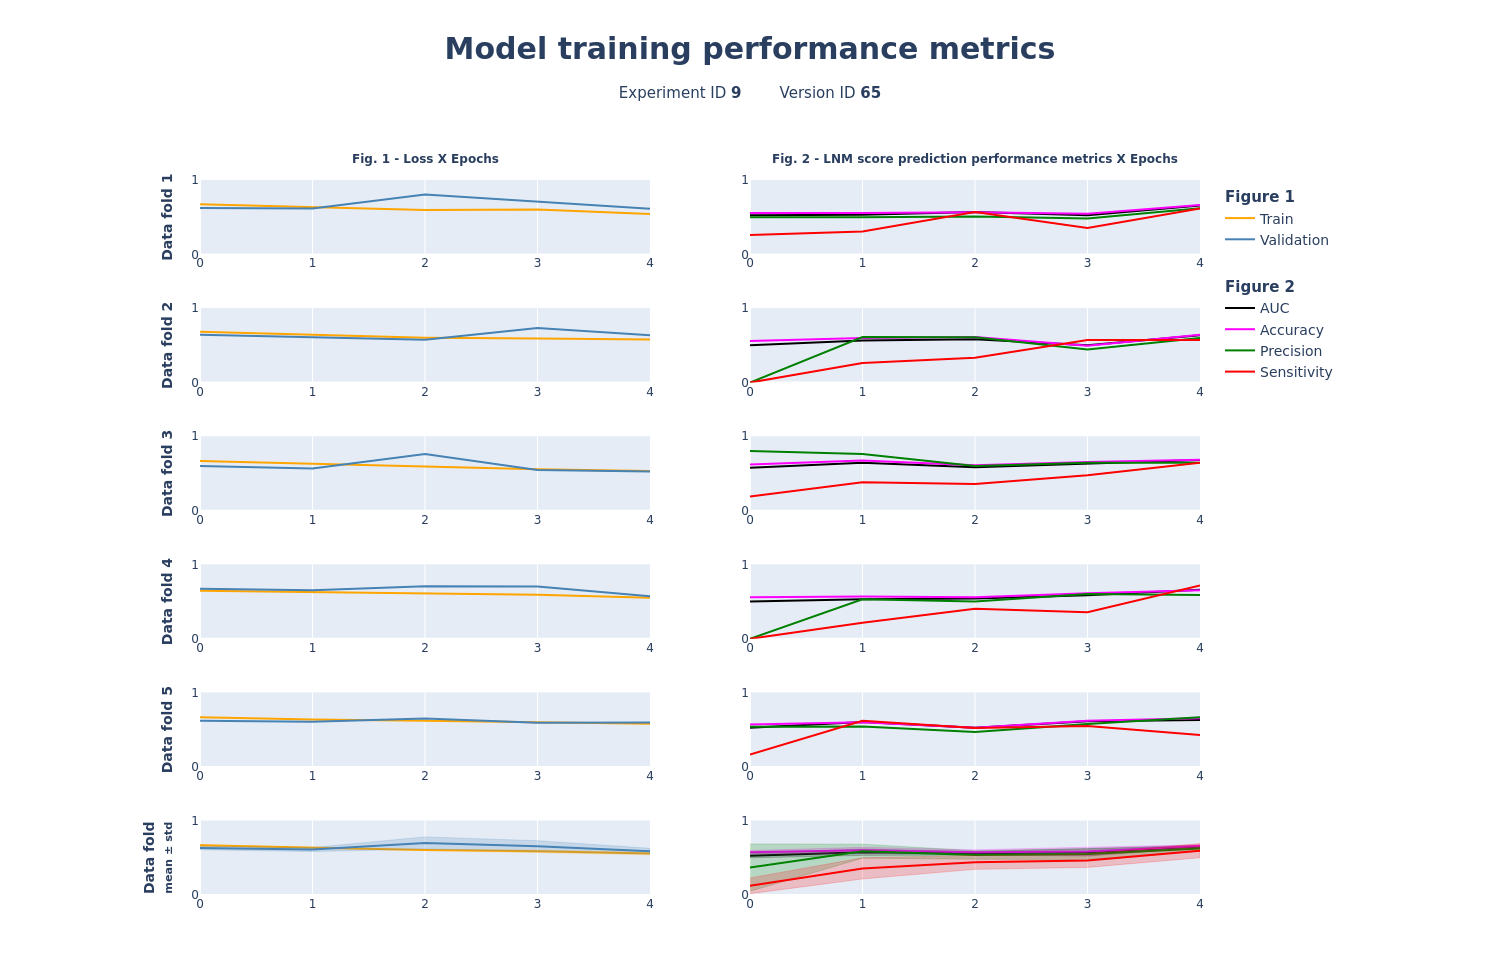 Model training performance metrics
Experiment ID 9 Version ID 65
Fig. 1 - Loss X Epochs
Fig. 2 - LNM score prediction performance metrics X Epochs
Data fold 1
1
0
0 1 2 3 4
1
0
0 1 2 3 4
Figure 1
Train
Validation
Figure 2
AUC
Accuracy
Precision
Sensitivity
Data fold 2
1
0
0 1 2 3 4
1
0
0 1 2 3 4
Data fold 3
1
0
0 1 2 3 4
1
0
0 1 2 3 4
Data fold 4
1
0
0 1 2 3 4
1
0
0 1 2 3 4
Data fold 5
1
0
0 1 2 3 4
1
0
0 1 2 3 4
Data fold
mean ± std
1
0
0 1 2 3 4
1
0
0 1 2 3 4